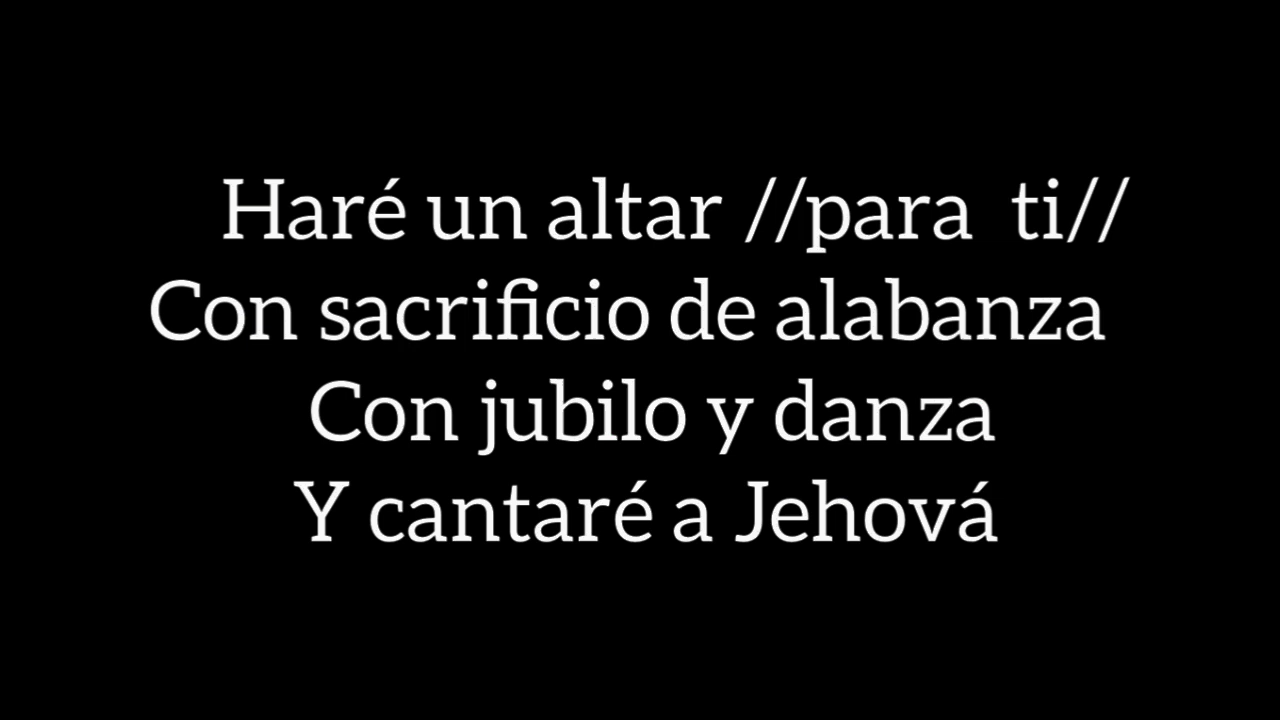 Haré un altar //para  ti//
Con sacrificio de alabanza
Con jubilo y danza
Y cantaré a Jehová